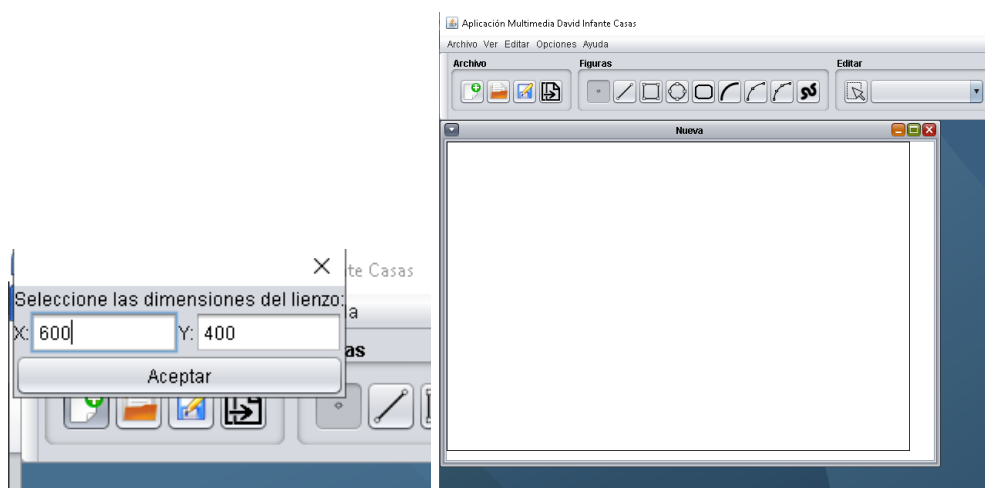 te Casas
Seleccione las dimensiones del lienzo:
a
X: 600 Y: 400
as
Aceptar
Aplicación Multimedia David Infante Casas
Archivo Ver Editar Opciones Ayuda
Archivo Figuras Editar
Nueva